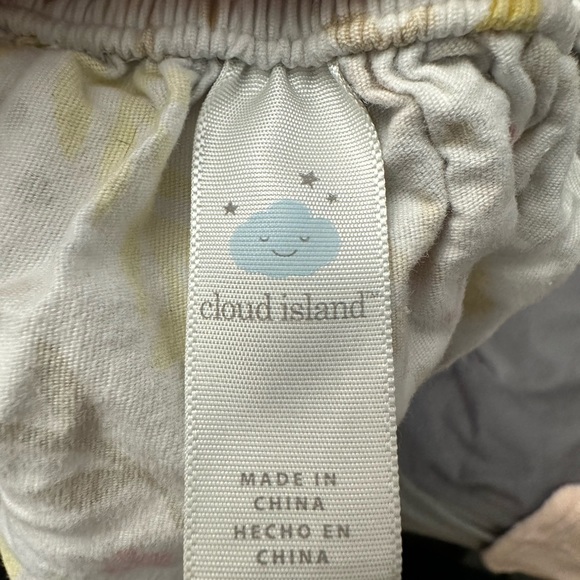 cloud island™
MADE IN
CHINA
HECHO EN
CHINA